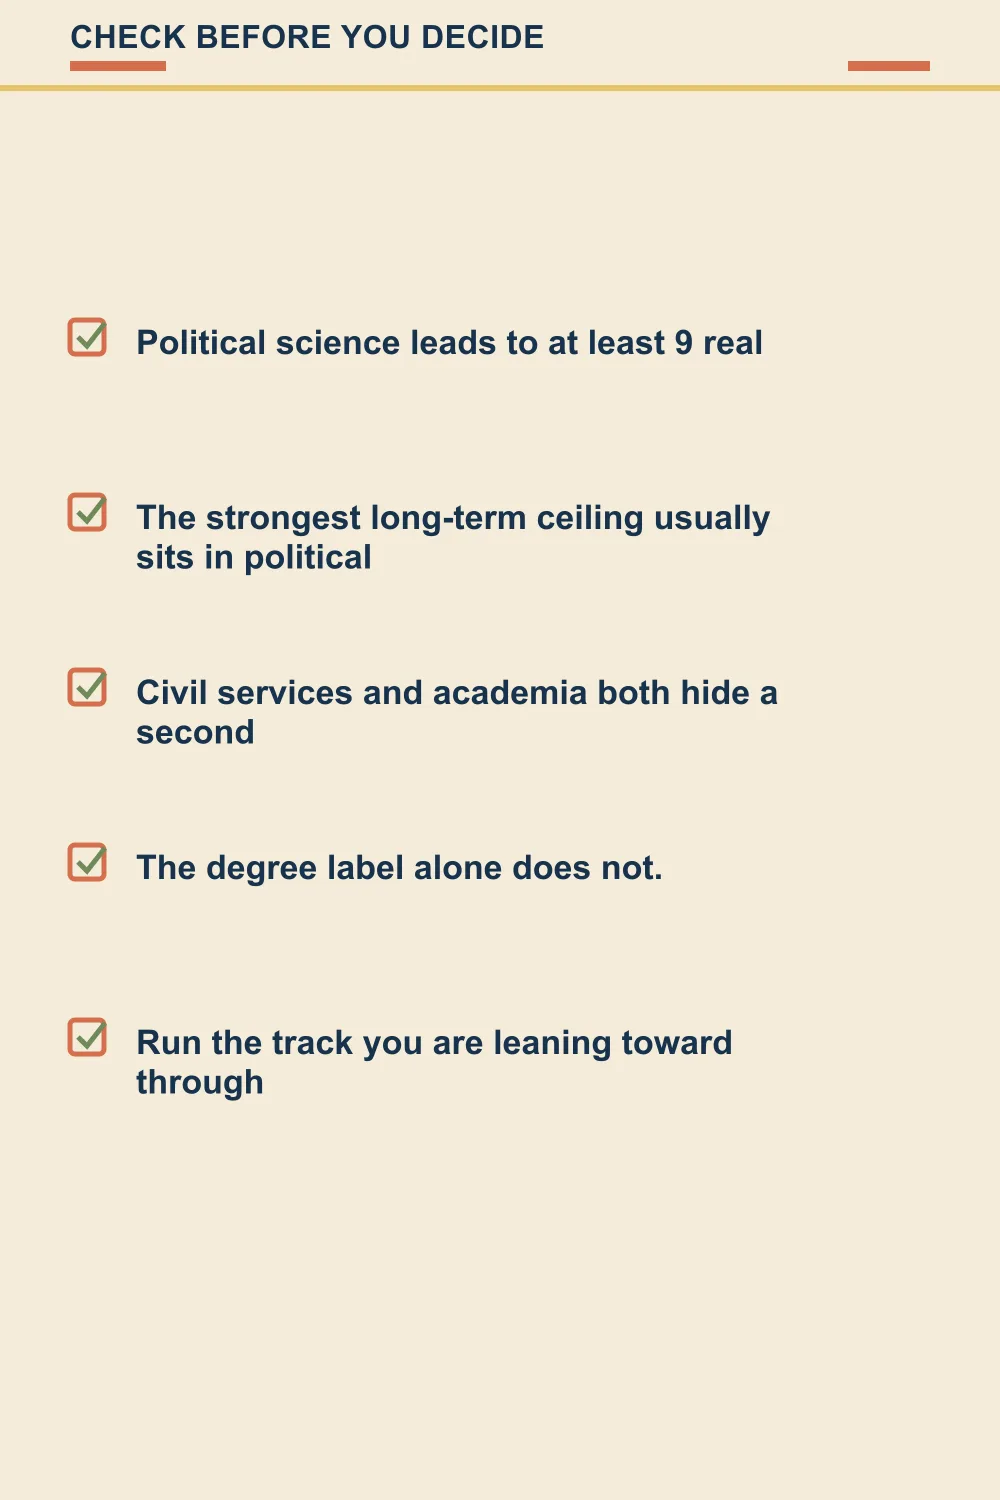 CHECK BEFORE YOU DECIDE
Political science leads to at least 9 real
The strongest long-term ceiling usually
sits in political
Civil services and academia both hide a
second
The degree label alone does not.
Run the track you are leaning toward
through